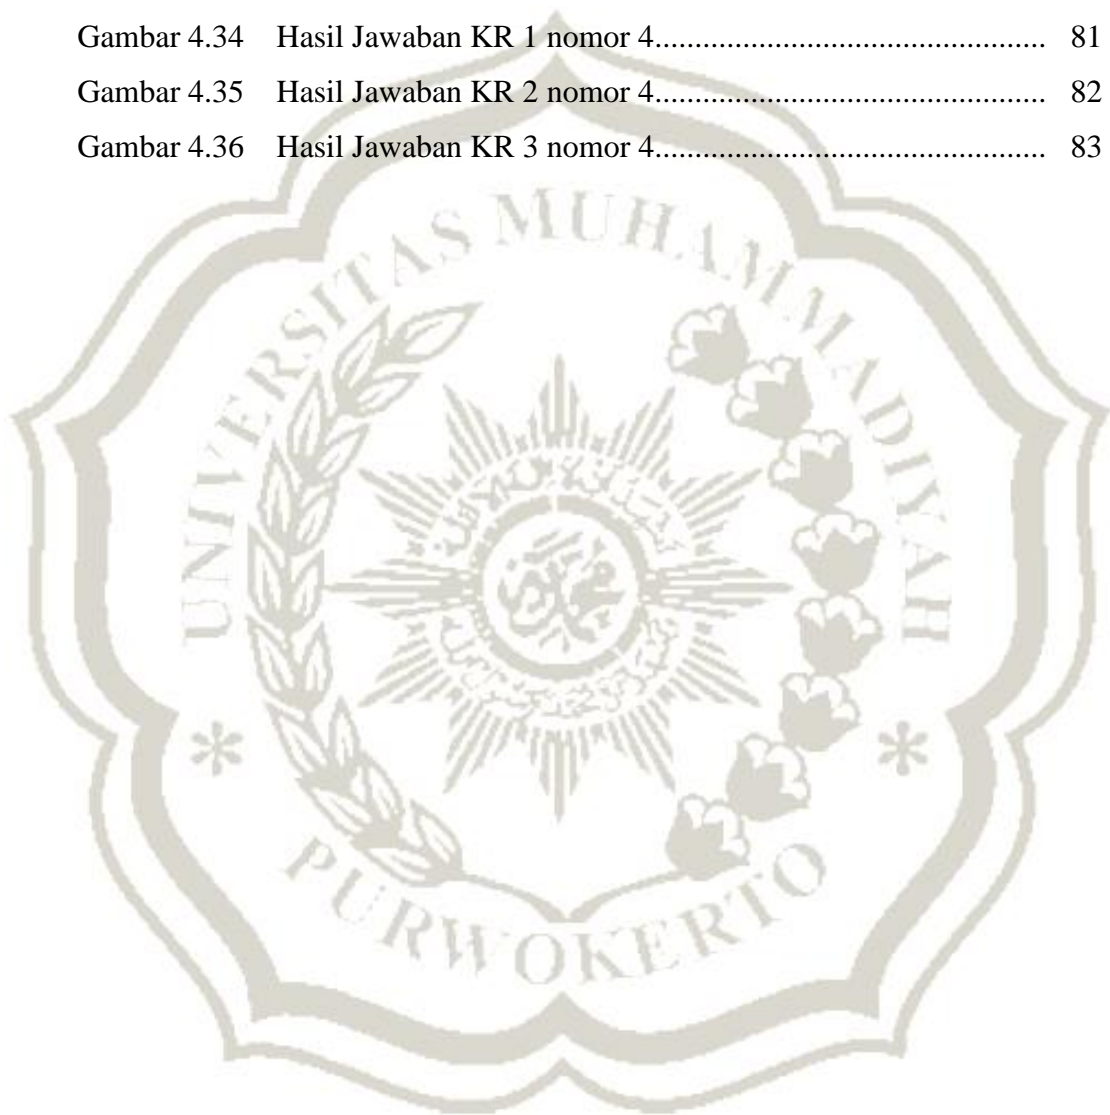 Gambar 4.34 Hasil Jawaban KR 1 nomor 4................................................. 81
Gambar 4.35 Hasil Jawaban KR 2 nomor 4................................................. 82
Gambar 4.36 Hasil Jawaban KR 3 nomor 4................................................. 83
UNIVERSITAS MUHAMMADIYAH
PURWOKERTO